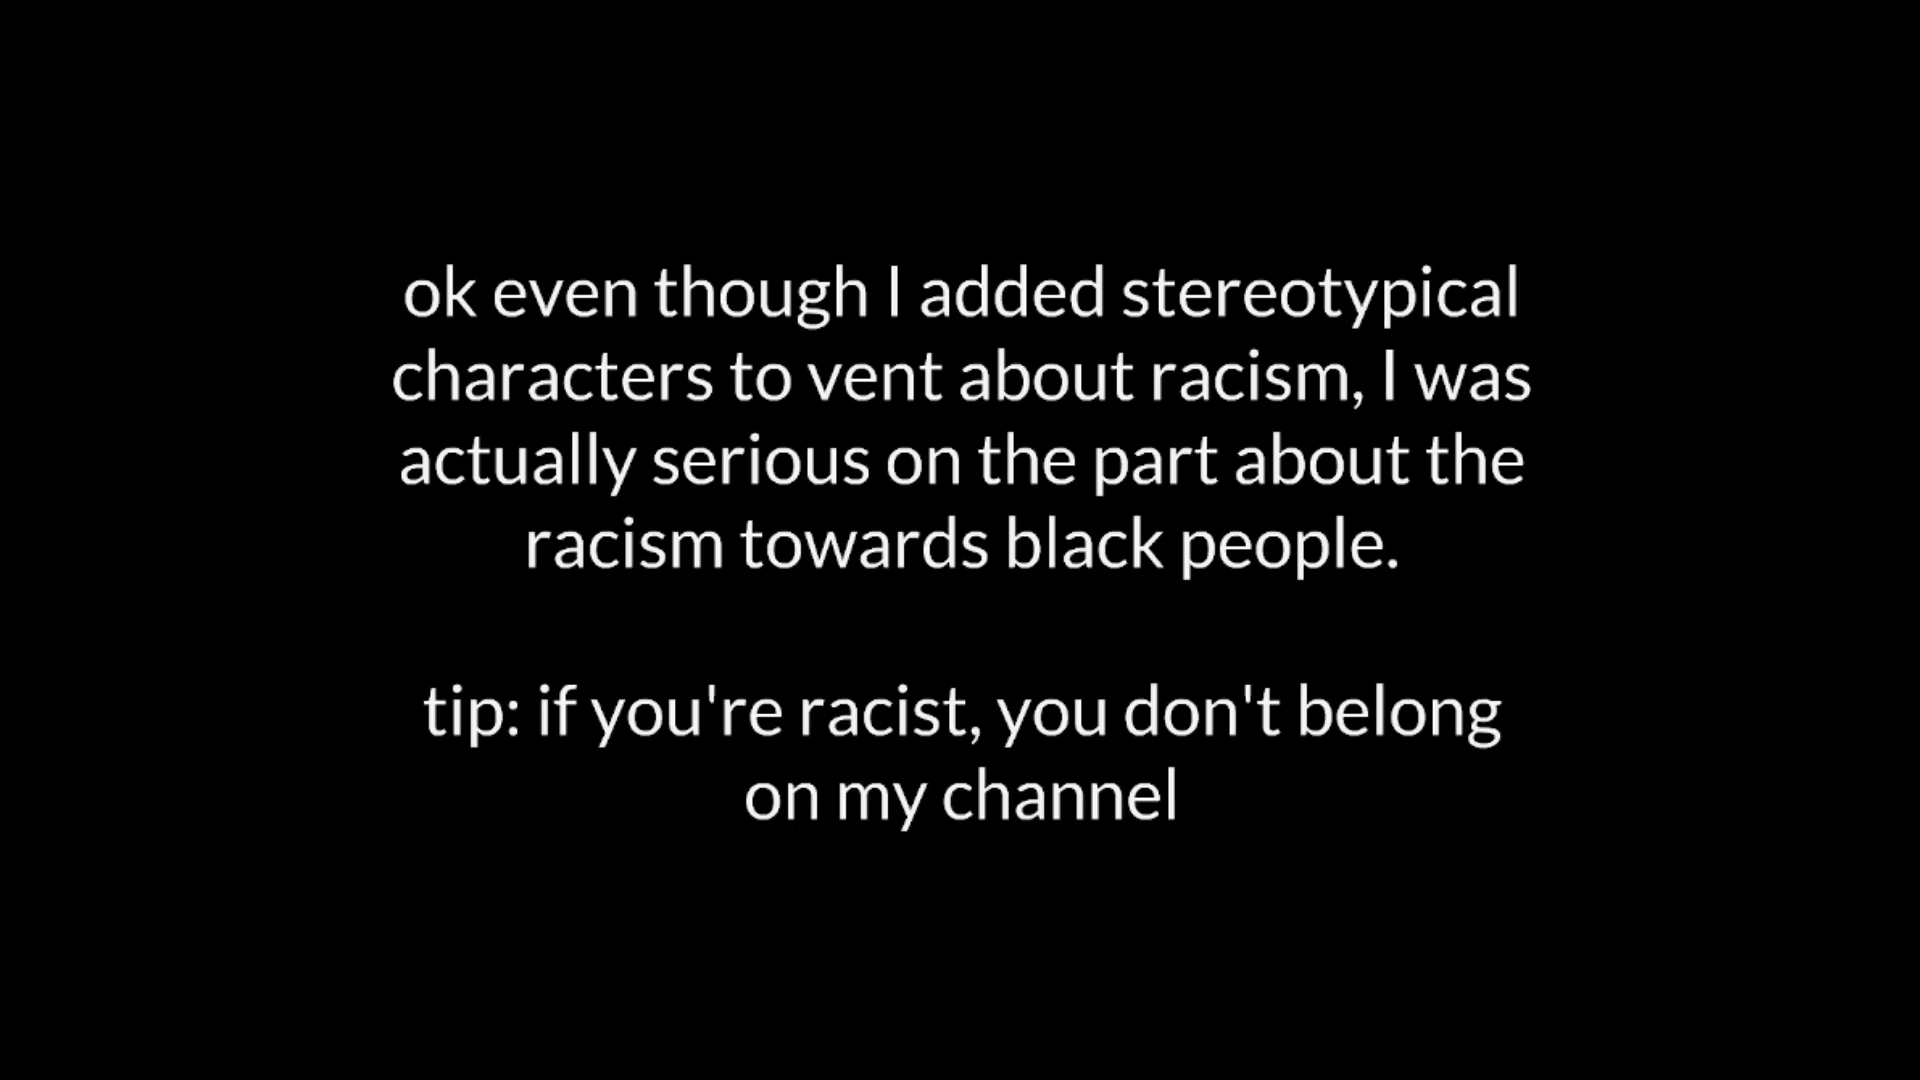 ok even though I added stereotypical
characters to vent about racism, I was
actually serious on the part about the
racism towards black people.
tip: if you're racist, you don't belong
on my channel